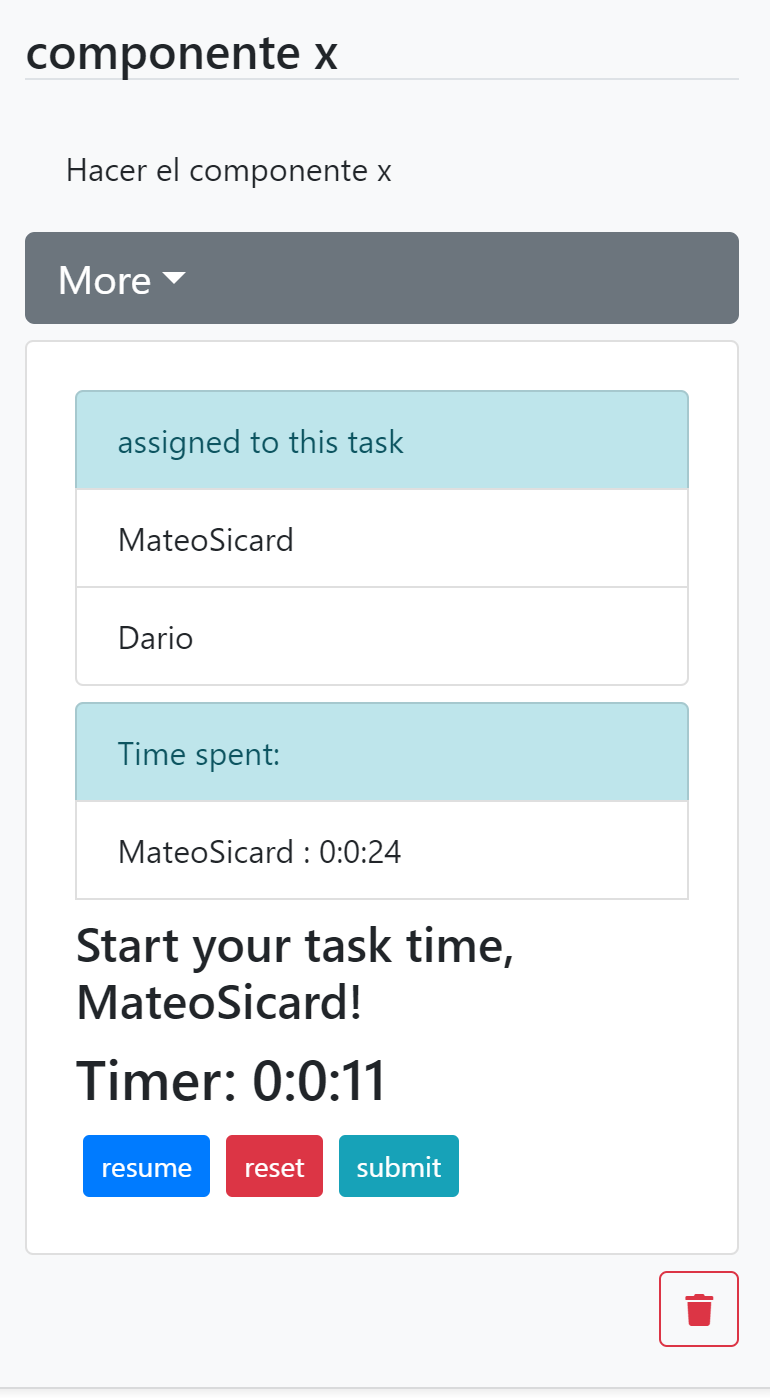 componente x
Hacer el componente x
More
assigned to this task
MateoSicard
Dario
Time spent:
MateoSicard : 0:0:24
Start your task time,
MateoSicard!
Timer: 0:0:11
resume reset submit